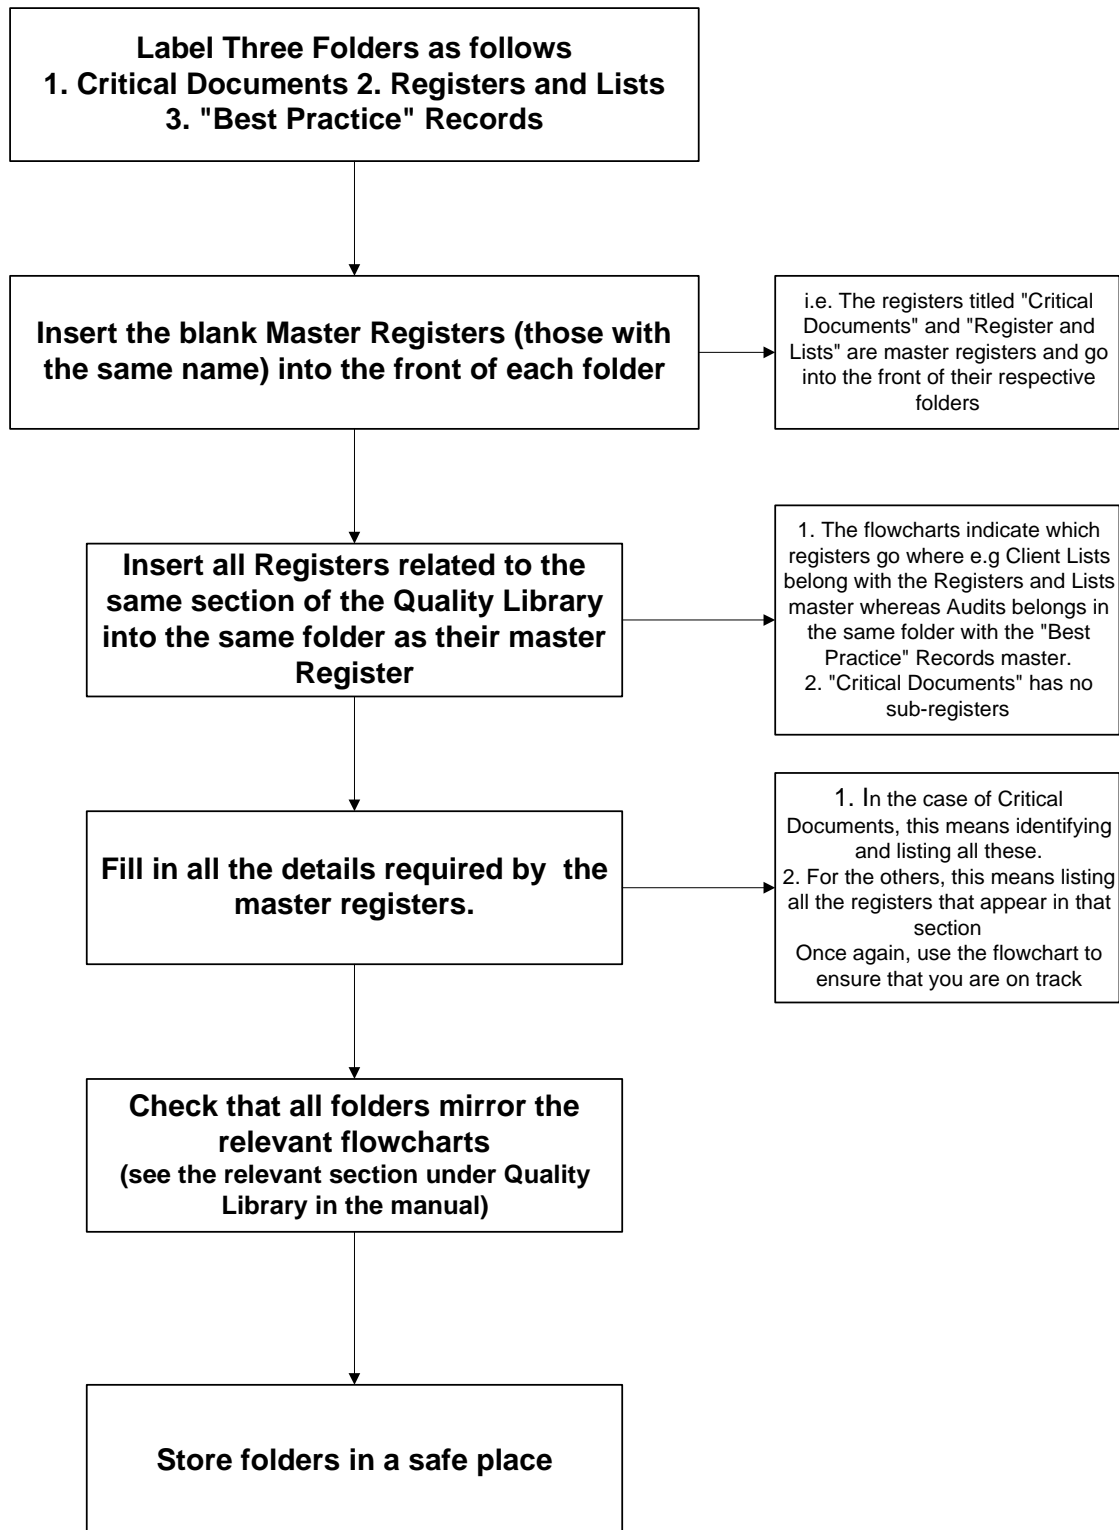 Label Three Folders as follows
1. Critical Documents 2. Registers and Lists
3. "Best Practice" Records
Insert the blank Master Registers (those with
the same name) into the front of each folder
i.e. The registers titled "Critical
Documents" and "Register and
Lists" are master registers and go
into the front of their respective
folders
Insert all Registers related to the
same section of the Quality Library
into the same folder as their master
Register
1. The flowcharts indicate which
registers go where e.g Client Lists
belong with the Registers and Lists
master whereas Audits belongs in
the same folder with the "Best
Practice" Records master.
2. "Critical Documents" has no
sub-registers
Fill in all the details required by  the
master registers.
1. In the case of Critical
Documents, this means identifying
and listing all these.
2. For the others, this means listing
all the registers that appear in that
section
Once again, use the flowchart to
ensure that you are on track
Check that all folders mirror the
relevant flowcharts
(see the relevant section under Quality
Library in the manual)
Store folders in a safe place